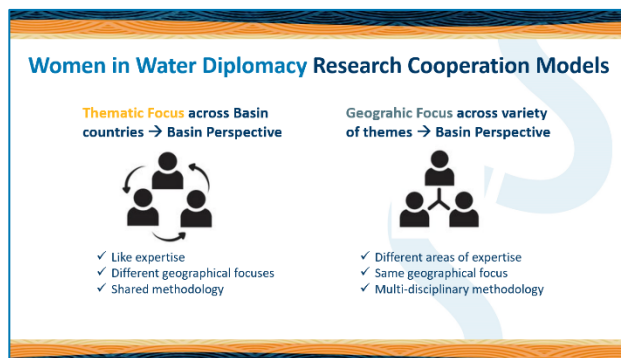 Women in Water Diplomacy Research Cooperation Models
Thematic Focus across Basin
countries → Basin Perspective
✓ Like expertise
✓ Different geographical focuses
✓ Shared methodology
Geograhic Focus across variety
of themes → Basin Perspective
✓ Different areas of expertise
✓ Same geographical focus
✓ Multi-disciplinary methodology